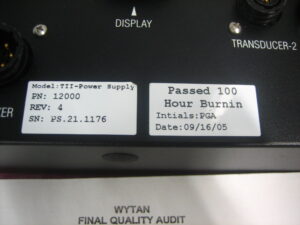 DISPLAY
TRANSDUCER-2
Model:TII-Power Supply
PN: 12000
REV: 4
SN: PS.21.1176
Passed 100
Hour Burnin
Intials:PGA
Date:09/16/05
WYTAN
FINAL QUALITY AUDIT